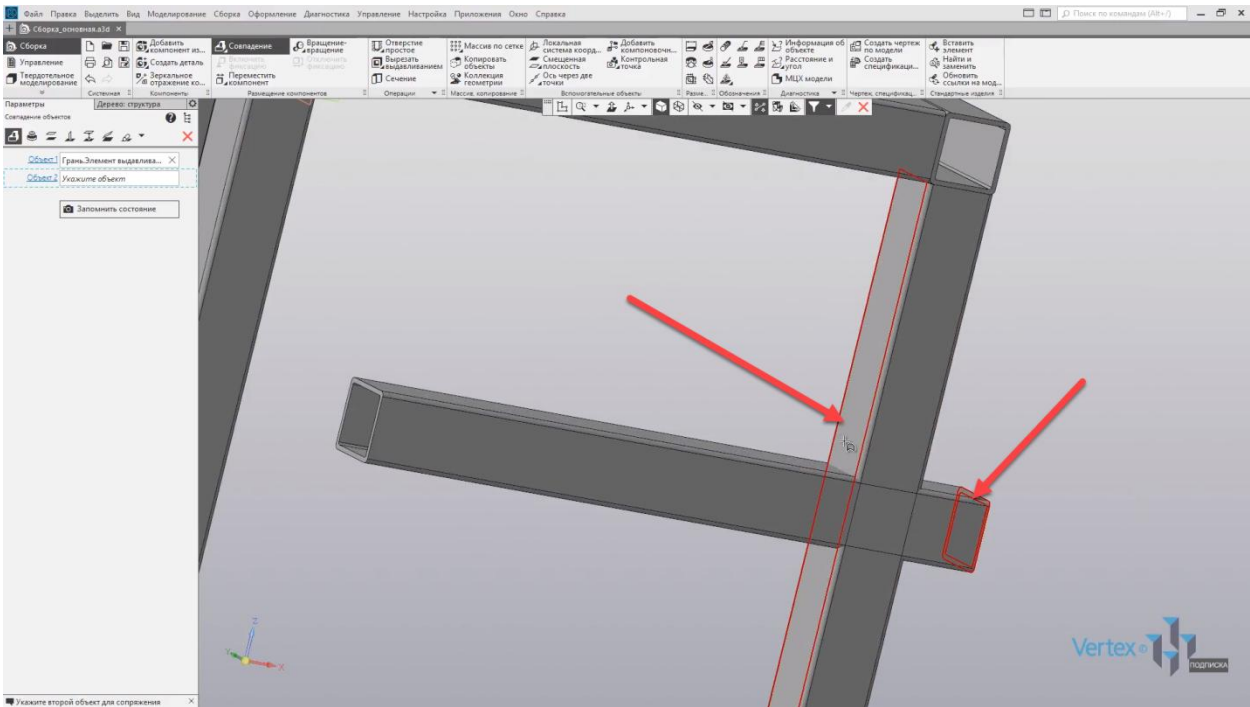 Файл Правка Выделить Вид Моделирование Сборка Оформление Диагностика Управление Настройка Приложения Окно Справка
Поиск по командам (Alt+/)
Сборка_основная.a3d
Сборка
Управление
Твердотельное моделирование
Системная
Добавить компонент из...
Создать деталь
Зеркальное отражение ко...
Компоненты
Совпадение
Включить фиксацию
Переместить компонент
Вращение-вращение
Отключить фиксацию
Размещение компонентов
Отверстие простое
Вырезать выдавливанием
Сечение
Операции
Массив по сетке
Копировать объекты
Коллекция геометрии
Массив, копирование
Локальная система коорд...
Смещенная плоскость
Ось через две точки
Добавить компоновочн...
Контрольная точка
Вспомогательные объекты
Разме...
Обозначения
Информация об объекте
Расстояние и угол
МЦХ модели
Диагностика
Создать чертеж по модели
Создать спецификаци...
Чертеж, спецификац...
Вставить элемент
Найти и заменить
Обновить ссылки на мод...
Стандартные изделия
Параметры
Дерево: структура
Совпадение объектов
Объект 1 Грань.Элемент выдавлива...
Объект 2 Укажите объект
Запомнить состояние
Z
Y
X
Vertex
ПОДПИСКА
Укажите второй объект для сопряжения